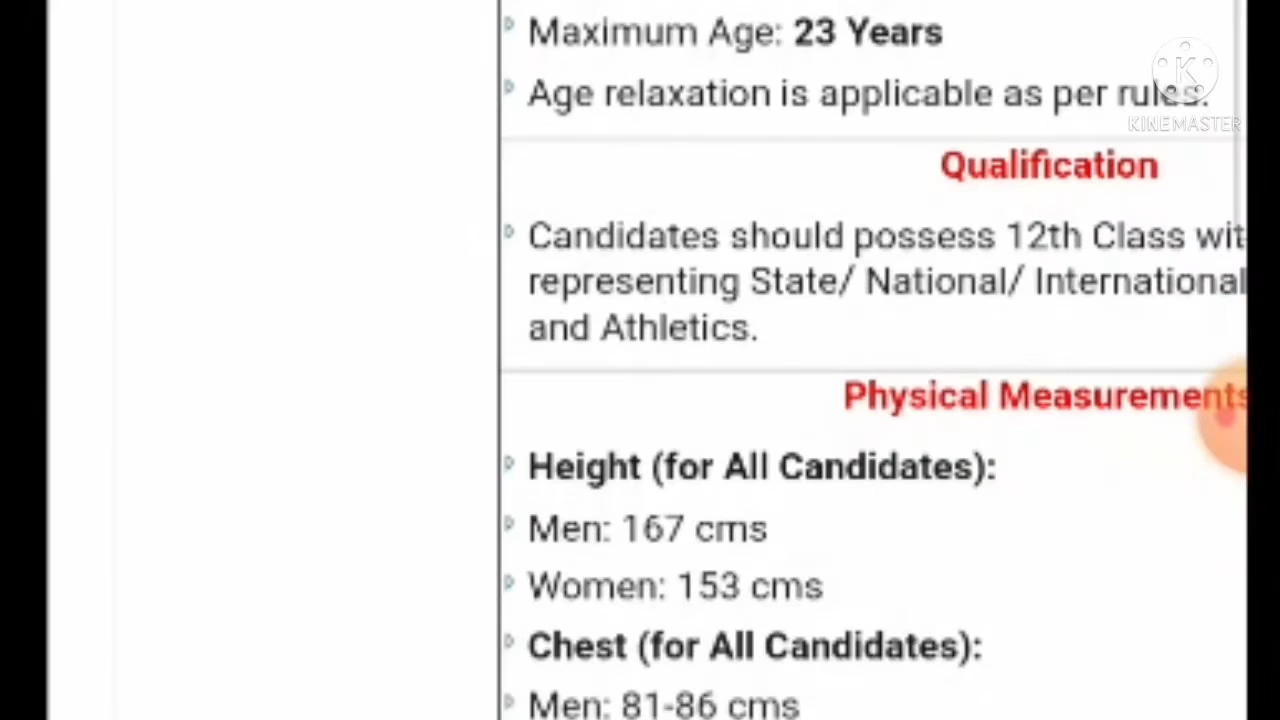 Maximum Age: 23 Years
Age relaxation is applicable as per rules.
KINEMASTER
Qualification
Candidates should possess 12th Class wit
representing State/ National/ International
and Athletics.
Physical Measurements
Height (for All Candidates):
Men: 167 cms
Women: 153 cms
Chest (for All Candidates):
Men: 81-86 cms